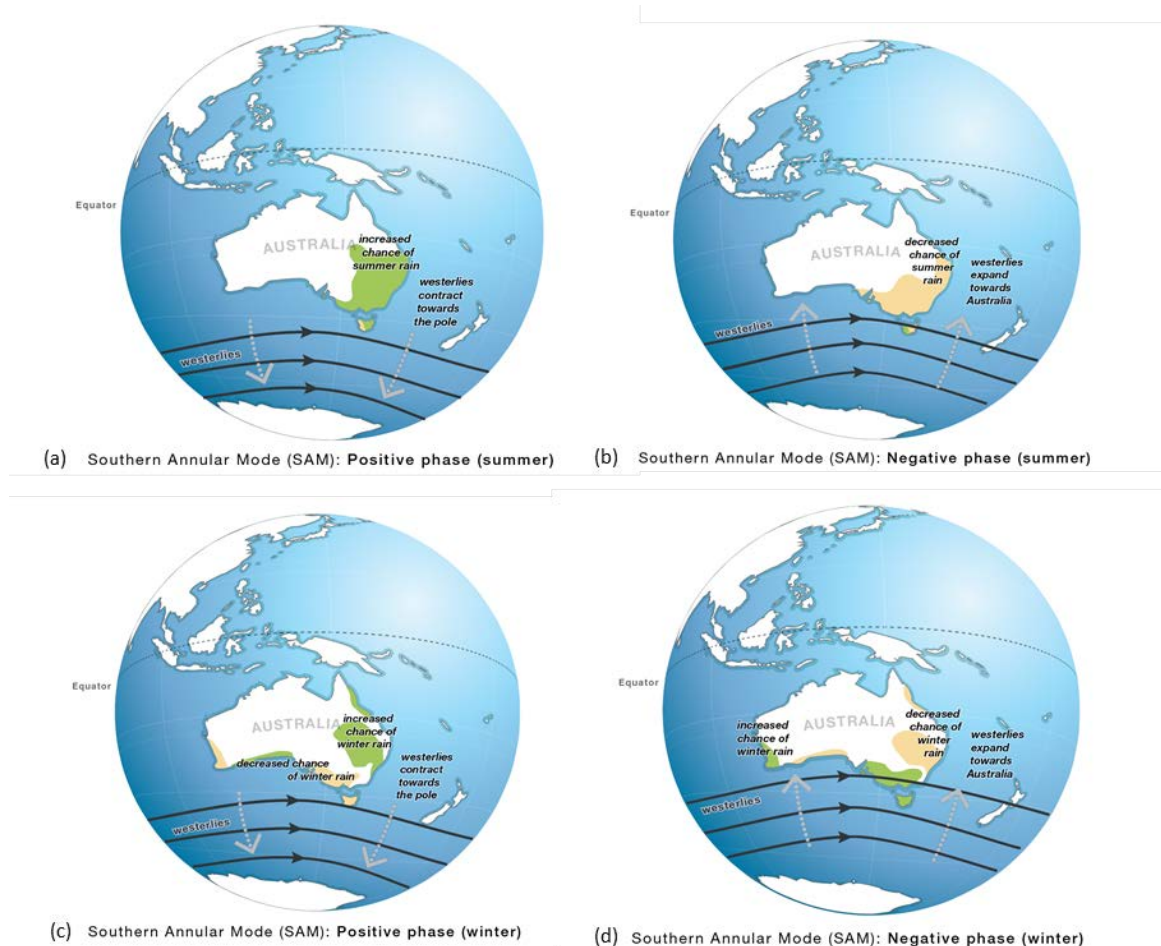 Equator
AUSTRALIA
increased
chance of
summer rain
westerlies
contract
towards
the pole
westerlies
(a) Southern Annular Mode (SAM): Positive phase (summer)
Equator
AUSTRALIA
decreased
chance of
summer
rain
westerlies
expand
towards
Australia
westerlies
(b) Southern Annular Mode (SAM): Negative phase (summer)
Equator
AUSTRALIA
increased
chance of
winter rain
decreased chance
of winter rain
westerlies
contract
towards
the pole
westerlies
(c) Southern Annular Mode (SAM): Positive phase (winter)
Equator
AUSTRALIA
increased
chance of
winter rain
decreased
chance of
winter
rain
westerlies
expand
towards
Australia
westerlies
(d) Southern Annular Mode (SAM): Negative phase (winter)